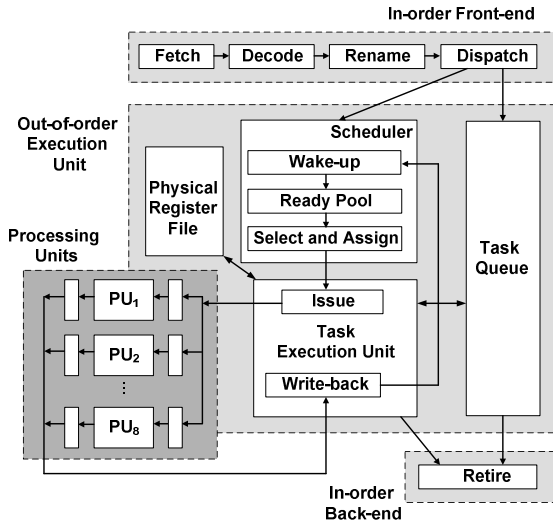 In-order Front-end
Fetch
Decode
Rename
Dispatch
Out-of-order
Execution
Unit
Scheduler
Wake-up
Ready Pool
Select and Assign
Physical
Register
File
Task
Queue
Processing
Units
PU1
PU2
⋮
PU8
Issue
Task
Execution Unit
Write-back
Retire
In-order
Back-end